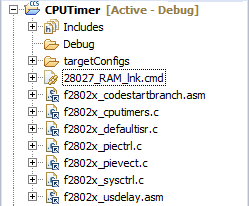 CPUTimer [Active - Debug]
Includes
Debug
targetConfigs
28027_RAM_lnk.cmd
f2802x_codestartbranch.asm
f2802x_cputimers.c
f2802x_defaultisr.c
f2802x_piectrl.c
f2802x_pievect.c
f2802x_sysctrl.c
f2802x_usdelay.asm